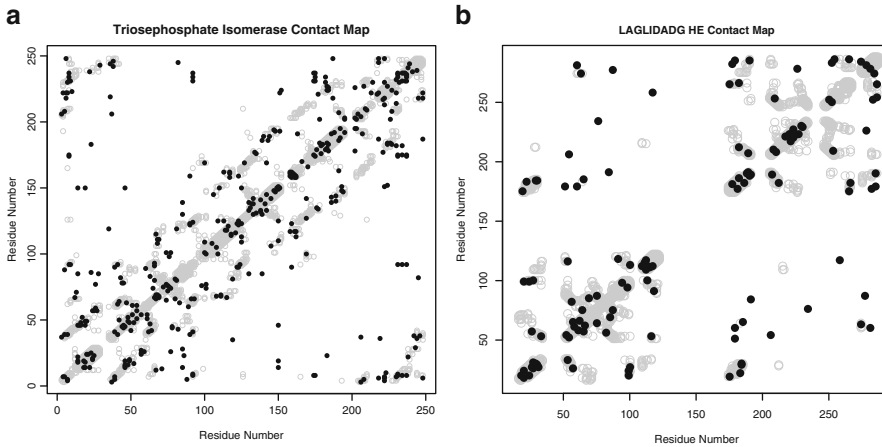 a
Triosephosphate Isomerase Contact Map
250
200
150
100
50
0
Residue Number
0 50 100 150 200 250
Residue Number
b
LAGLIDADG HE Contact Map
250
200
150
100
50
Residue Number
50 100 150 200 250
Residue Number